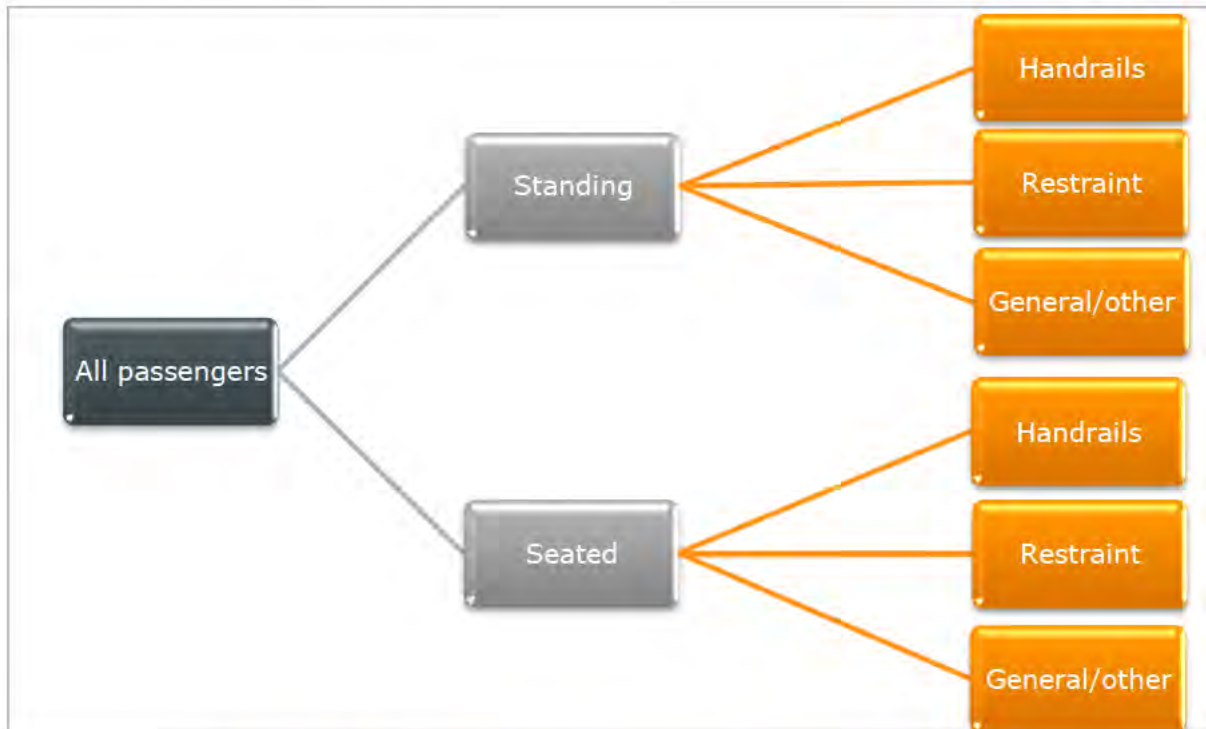 All passengers
Standing
Handrails
Restraint
General/other
Seated
Handrails
Restraint
General/other